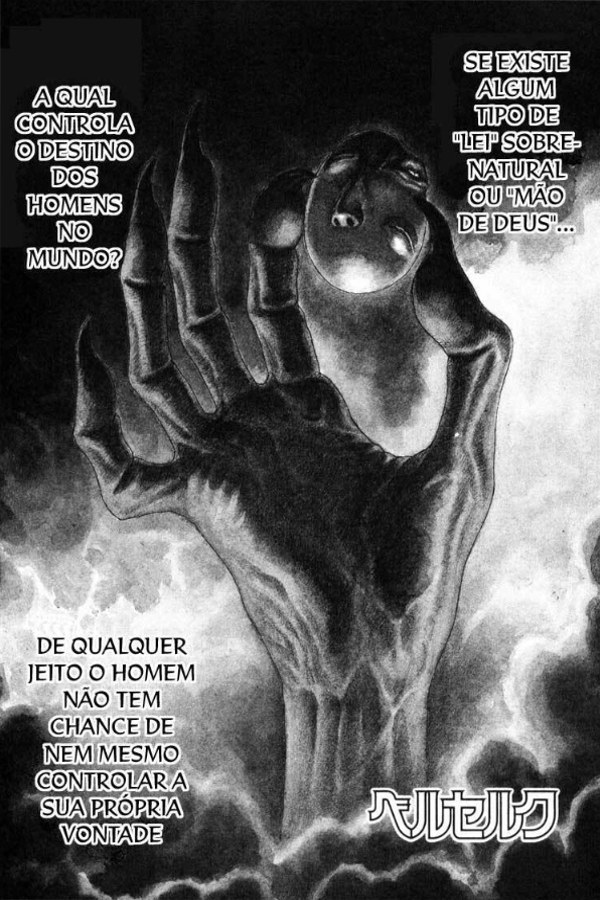 SE EXISTE
ALGUM
TIPO DE
"LEI" SOBRE-
NATURAL
OU "MÃO
DE DEUS"...
A QUAL
CONTROLA
O DESTINO
DOS
HOMENS
NO
MUNDO?
DE QUALQUER
JEITO O HOMEM
NÃO TEM
CHANCE DE
NEM MESMO
CONTROLAR A
SUA PRÓPRIA
VONTADE
ベルセルク